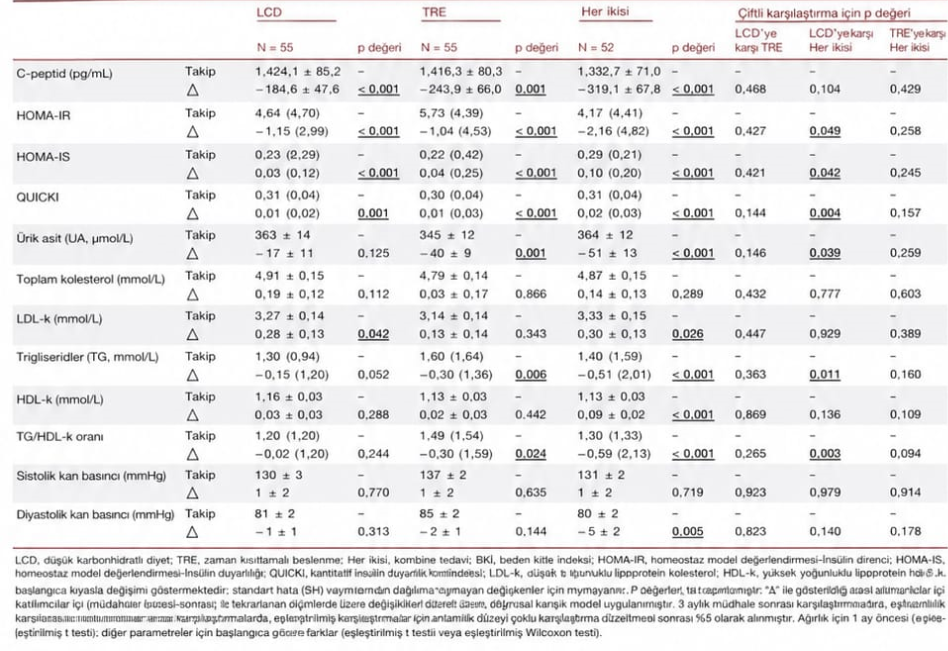 LCD TRE Her ikisi Çiftli karşılaştırma için p değeri
N = 55 p değeri N = 55 p değeri N = 52 p değeri LCD'ye karşı TRE LCD'ye karşı Her ikisi TRE'ye karşı Her ikisi
C-peptid (pg/mL) Takip 1,424,1 ± 85,2 – 1,416,3 ± 80,3 – 1,332,7 ± 71,0 – – – –
Δ −184,6 ± 47,6 < 0,001 −243,9 ± 66,0 0,001 −319,1 ± 67,8 < 0,001 0,468 0,104 0,429
HOMA-IR Takip 4,64 (4,70) – 5,73 (4,39) – 4,17 (4,41) – – – –
Δ −1,15 (2,99) < 0,001 −1,04 (4,53) < 0,001 −2,16 (4,82) < 0,001 0,427 0,049 0,258
HOMA-IS Takip 0,23 (2,29) – 0,22 (0,42) – 0,29 (0,21) – – – –
Δ 0,03 (0,12) < 0,001 0,04 (0,25) < 0,001 0,10 (0,20) < 0,001 0,421 0,042 0,245
QUICKI Takip 0,31 (0,04) – 0,30 (0,04) – 0,31 (0,04) – – – –
Δ 0,01 (0,02) 0,001 0,01 (0,03) < 0,001 0,02 (0,03) < 0,001 0,144 0,004 0,157
Ürik asit (UA, µmol/L) Takip 363 ± 14 – 345 ± 12 – 364 ± 12 – – – –
Δ −17 ± 11 0,125 −40 ± 9 0,001 −51 ± 13 < 0,001 0,146 0,039 0,259
Toplam kolesterol (mmol/L) Takip 4,91 ± 0,15 – 4,79 ± 0,14 – 4,87 ± 0,15 – – –
Δ 0,19 ± 0,12 0,112 0,03 ± 0,17 0,866 0,14 ± 0,13 0,289 0,432 0,777 0,603
LDL-k (mmol/L) Takip 3,27 ± 0,14 – 3,14 ± 0,14 – 3,33 ± 0,15 – – –
Δ 0,28 ± 0,13 0,042 0,13 ± 0,14 0,343 0,30 ± 0,13 0,026 0,447 0,929 0,389
Trigliseridler (TG, mmol/L) Takip 1,30 (0,94) – 1,60 (1,64) – 1,40 (1,59) – – – –
Δ −0,15 (1,20) 0,052 −0,30 (1,36) 0,006 −0,51 (2,01) < 0,001 0,363 0,011 0,160
HDL-k (mmol/L) Takip 1,16 ± 0,03 – 1,13 ± 0,03 – 1,13 ± 0,03 – – –
Δ 0,03 ± 0,03 0,288 0,02 ± 0,03 0,442 0,09 ± 0,02 < 0,001 0,869 0,136 0,109
TG/HDL-k oranı Takip 1,20 (1,20) – 1,49 (1,54) – 1,30 (1,33) – – – –
Δ −0,02 (1,20) 0,244 −0,30 (1,59) 0,024 −0,59 (2,13) < 0,001 0,265 0,003 0,094
Sistolik kan basıncı (mmHg) Takip 130 ± 3 – 137 ± 2 – 131 ± 2 – – –
Δ 1 ± 2 0,770 1 ± 2 0,635 1 ± 2 0,719 0,923 0,979 0,914
Diyastolik kan basıncı (mmHg) Takip 81 ± 2 – 85 ± 2 – 80 ± 2 – – –
Δ −1 ± 1 0,313 −2 ± 1 0,144 −5 ± 2 0,005 0,823 0,140 0,178
LCD, düşük karbonhidratlı diyet; TRE, zaman kısıttamalı beslenme; Her ikisi, kombine tedavi; BKİ, beden kitle indeksi; HOMA-IR, homeostaz model değerlendirmesi-İnsülin direnci; HOMA-IS,
homeostaz model değerlendirmesi-İnsülin duyarlılığı; QUICKI, kantitatif insülin duyarlılık LDL-k, düşük lipoprotein kolesterol; HDL-k, yüksek yoğunluklu lipoprotein
başlangıca kıyasla değişimi göstermektedir; standart hata (SH) dağılıma değişkenler için P değerleri, "Δ" ile gösterildiği içi
katılımcılar içi ile tekrarlanan ölçümlerde üzere değişiklikleri karışık model uygulanmıştır. 3 aylık müdhale sonrası
için anlamlılık düzeyi çoklu karşılaştırma düzeltmesi sonrası %5 olarak alınmıştır. Ağırlık için 1 ay öncesi
(eştirilmiş t testi); diğer parametreler için başlangıca göre farklar (eşleştirilmiş t testii veya eşleştirilmiş Wilcoxon testi).